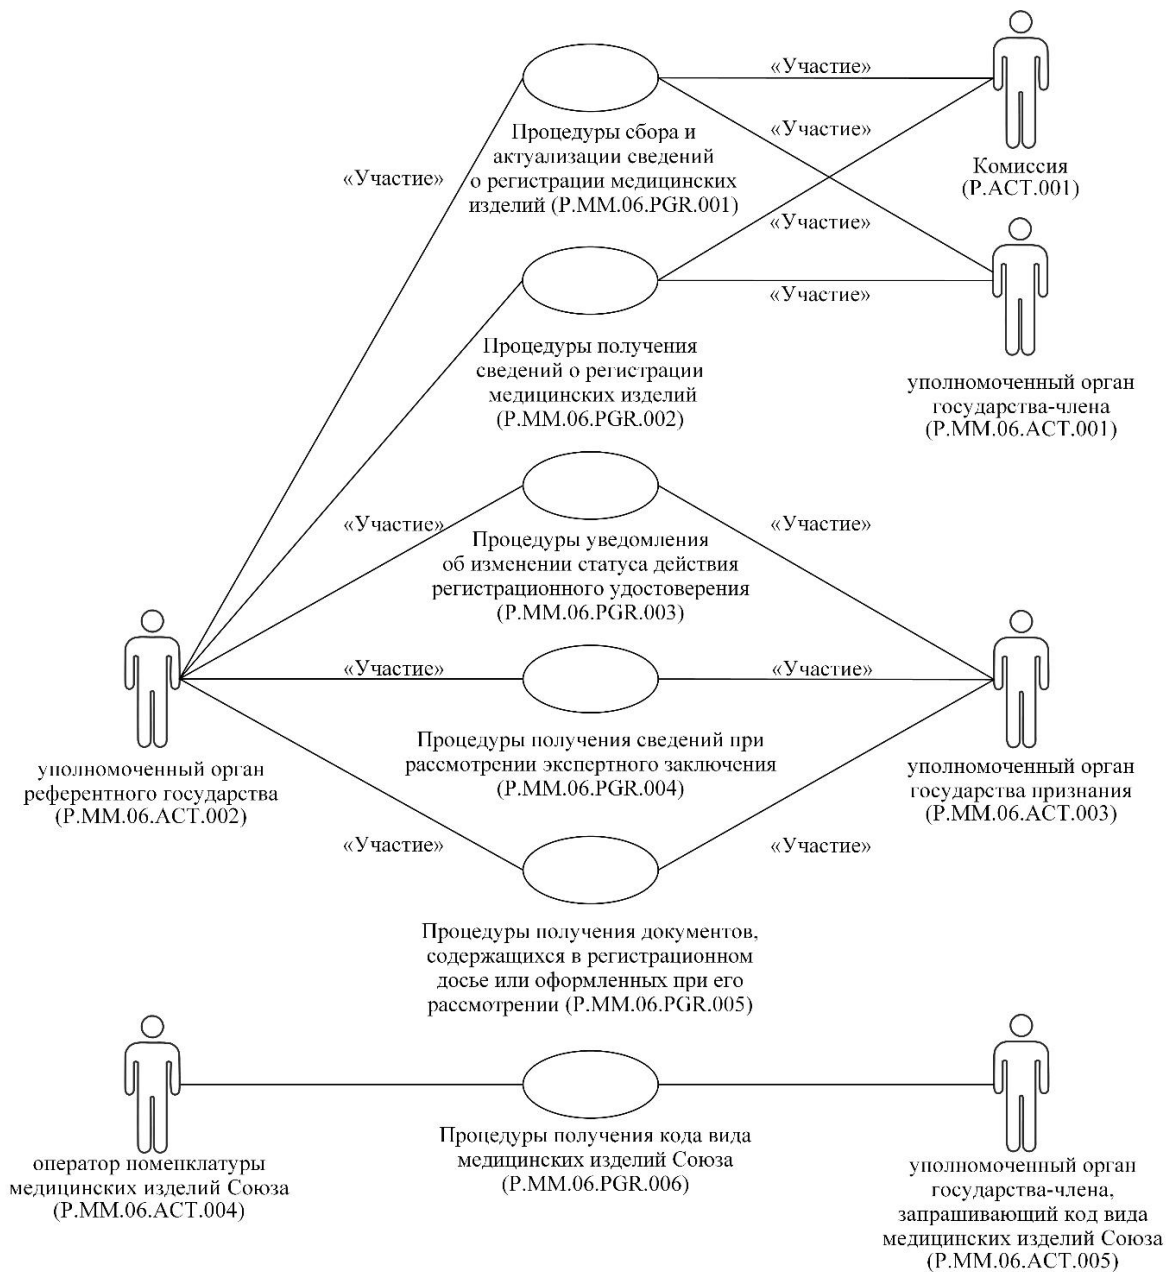 «Участие»
Процедуры сбора и
актуализации сведений
о регистрации медицинских
изделий (P.MM.06.PGR.001)
«Участие»
«Участие»
Комиссия
(P.ACT.001)
«Участие»
«Участие»
Процедуры получения
сведений о регистрации
медицинских изделий
(P.MM.06.PGR.002)
уполномоченный орган
государства-члена
(P.MM.06.ACT.001)
«Участие»
«Участие»
Процедуры уведомления
об изменении статуса действия
регистрационного удостоверения
(P.MM.06.PGR.003)
«Участие»
«Участие»
Процедуры получения сведений при
рассмотрении экспертного заключения
(P.MM.06.PGR.004)
уполномоченный орган
референтного государства
(P.MM.06.ACT.002)
уполномоченный орган
государства признания
(P.MM.06.ACT.003)
«Участие»
«Участие»
Процедуры получения документов,
содержащихся в регистрационном
досье или оформленных при его
рассмотрении (P.MM.06.PGR.005)
Процедуры получения кода вида
медицинских изделий Союза
(P.MM.06.PGR.006)
оператор номенклатуры
медицинских изделий Союза
(P.MM.06.ACT.004)
уполномоченный орган
государства-члена,
запрашивающий код вида
медицинских изделий Союза
(P.MM.06.ACT.005)